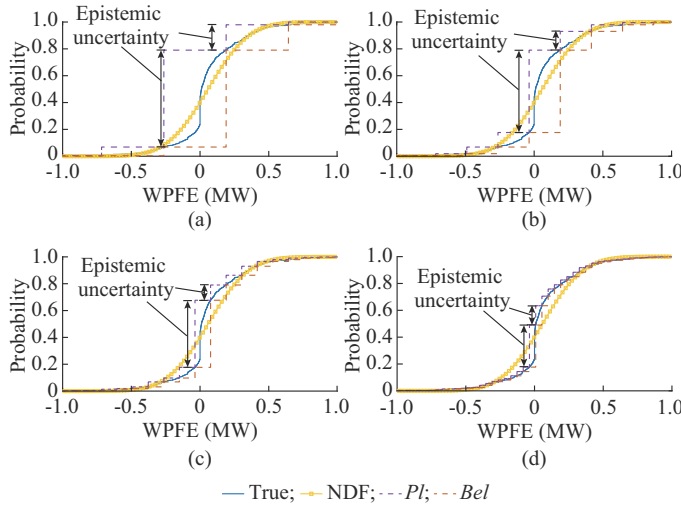 Epistemic
uncertainty
Probability
1.0
0.8
0.6
0.4
0.2
0
-1.0 -0.5 0 0.5 1.0
WPFE (MW)
(a)
Epistemic
uncertainty
Probability
1.0
0.8
0.6
0.4
0.2
0
-1.0 -0.5 0 0.5 1.0
WPFE (MW)
(b)
Epistemic
uncertainty
Probability
1.0
0.8
0.6
0.4
0.2
0
-1.0 -0.5 0 0.5 1.0
WPFE (MW)
(c)
Epistemic
uncertainty
Probability
1.0
0.8
0.6
0.4
0.2
0
-1.0 -0.5 0 0.5 1.0
WPFE (MW)
(d)
True; NDF; Pl; Bel